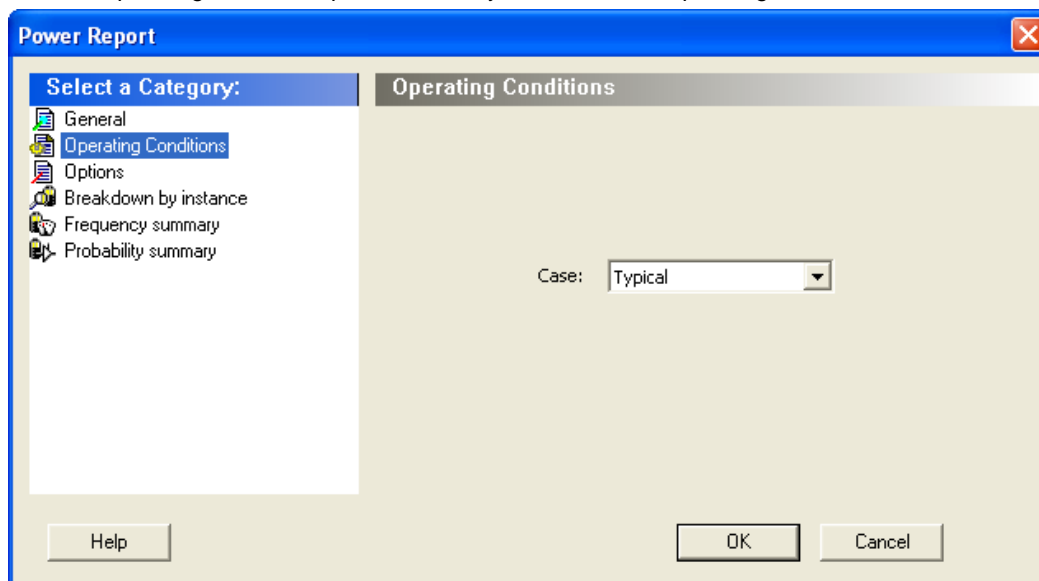 Power Report
Select a Category:
General
Operating Conditions
Options
Breakdown by instance
Frequency summary
Probability summary
Operating Conditions
Case: Typical
Help
OK
Cancel